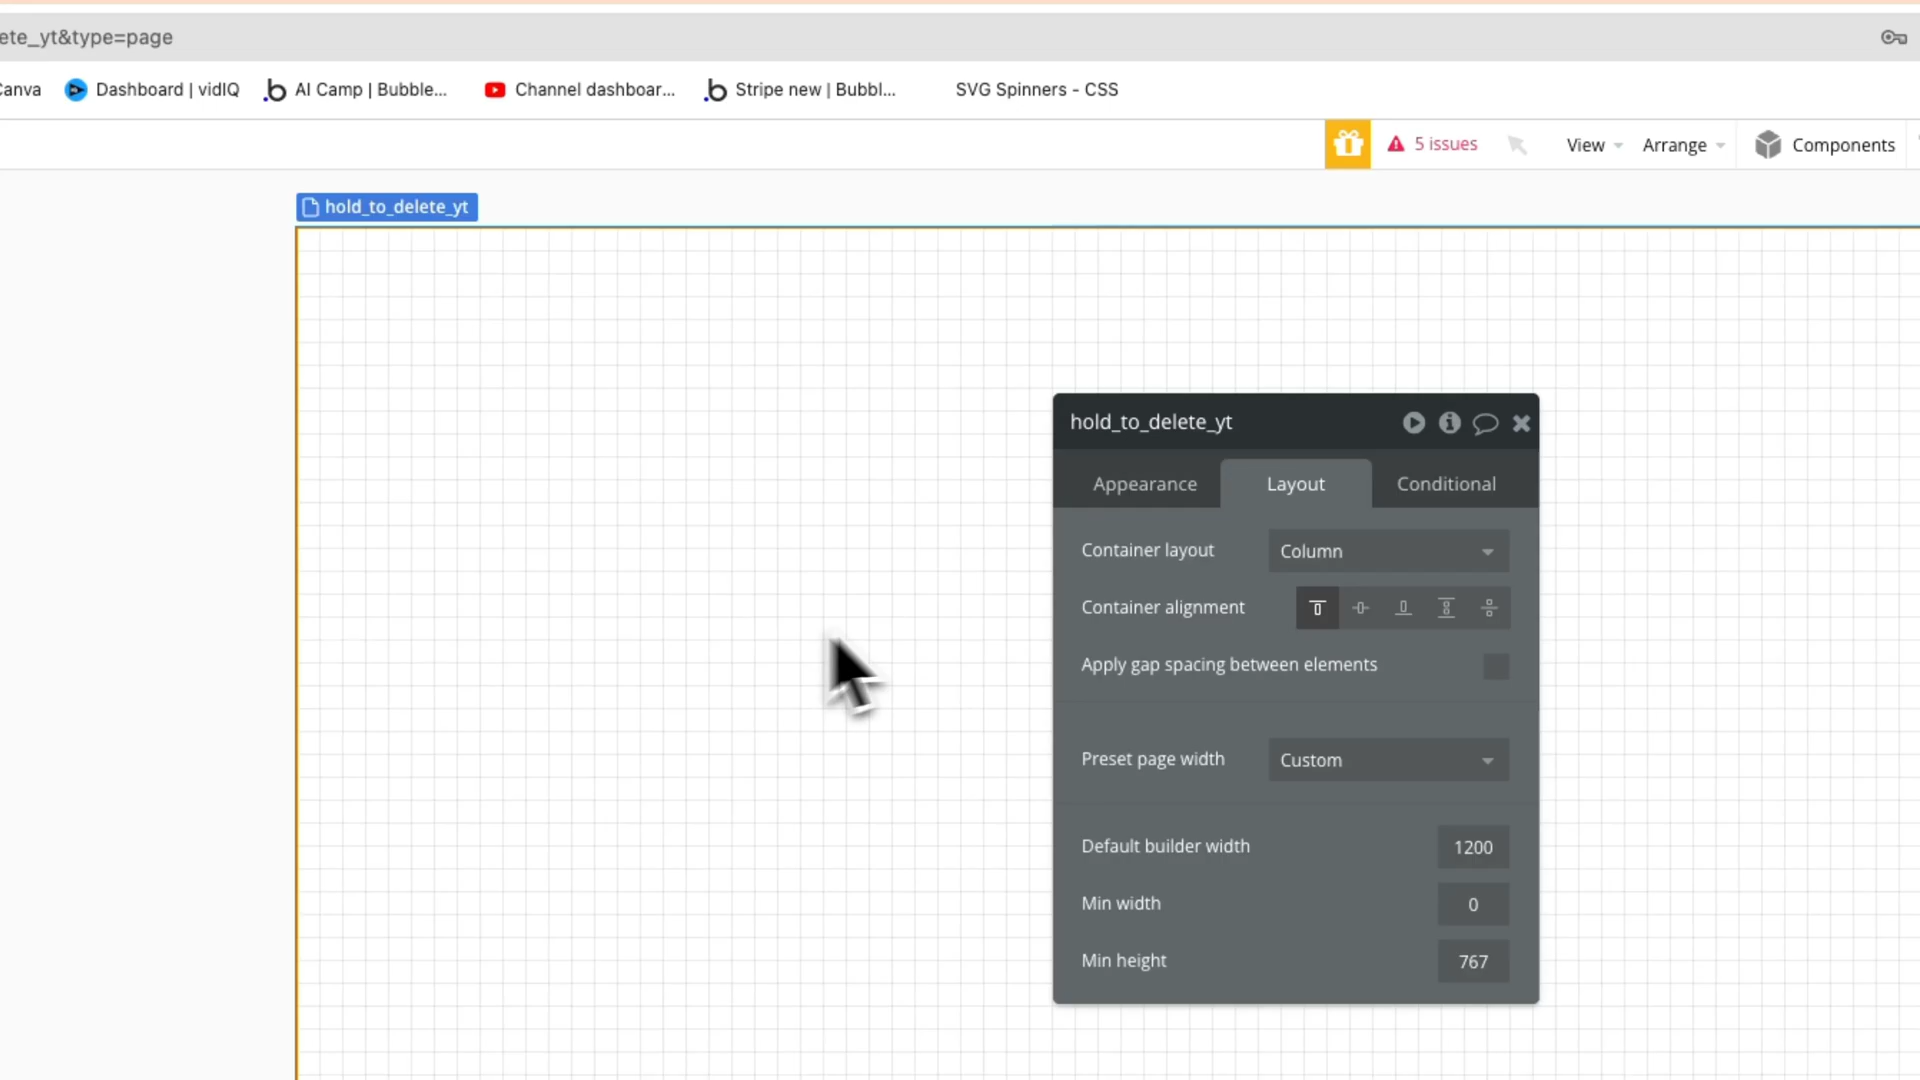 ete_yt&type=page
Canva
Dashboard | vidIQ
AI Camp | Bubble...
Channel dashboar...
Stripe new | Bubbl...
SVG Spinners - CSS
5 issues
View
Arrange
Components
hold_to_delete_yt
hold_to_delete_yt
Appearance
Layout
Conditional
Container layout
Column
Container alignment
Apply gap spacing between elements
Preset page width
Custom
Default builder width
1200
Min width
0
Min height
767